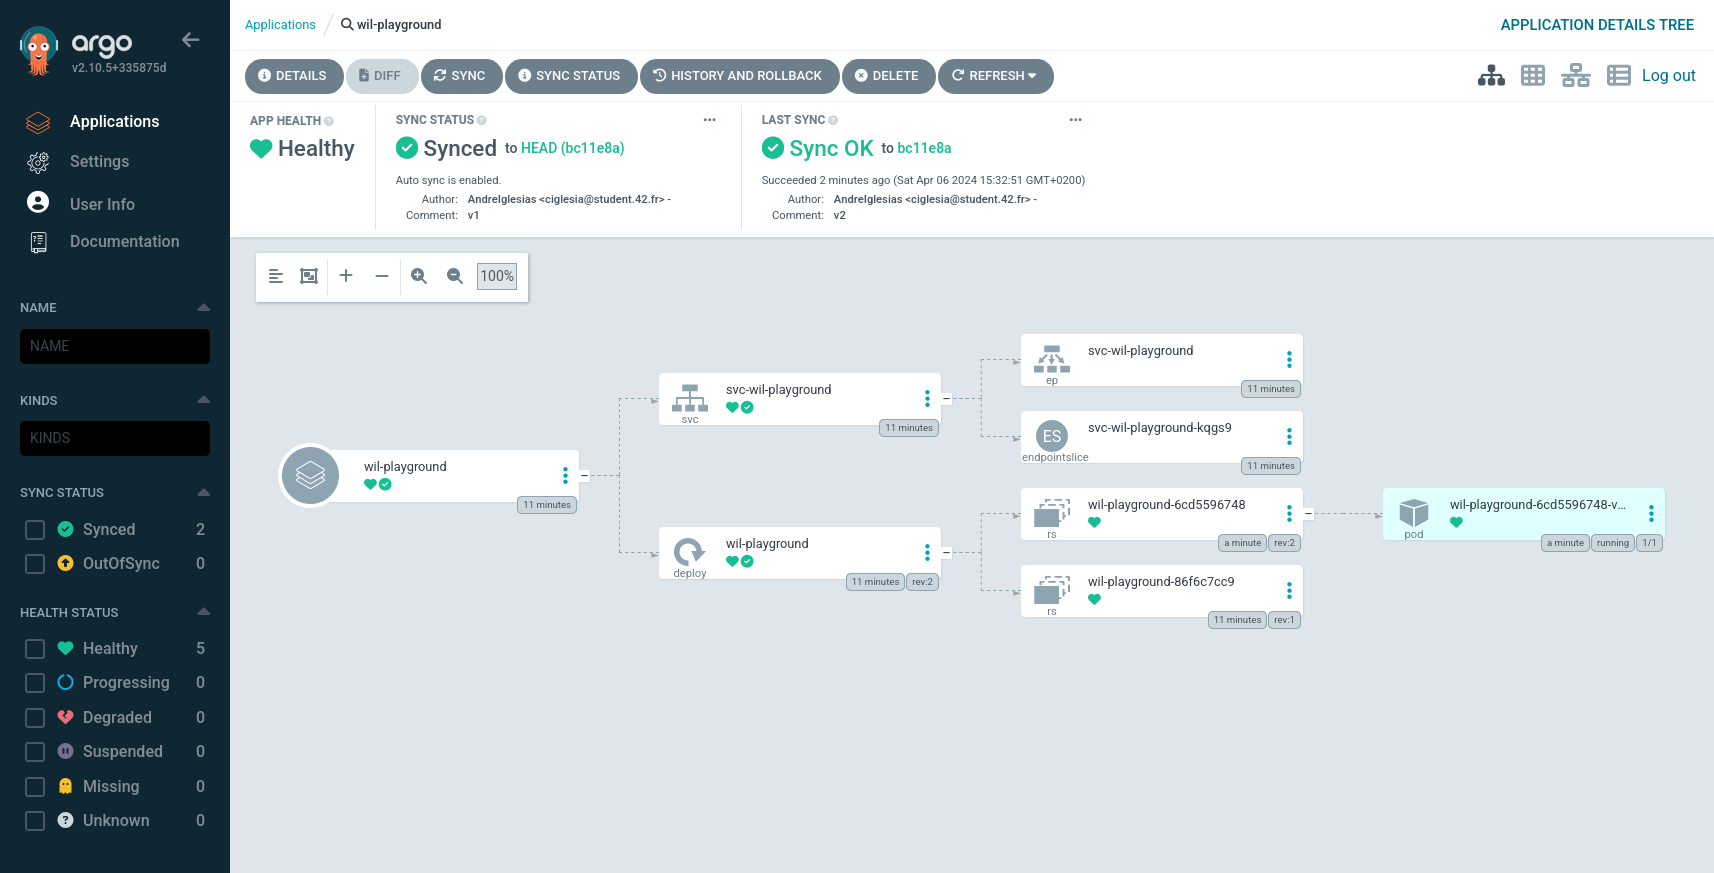 argo
v2.10.5+335875d
Applications
Settings
User Info
Documentation
NAME
NAME
KINDS
KINDS
SYNC STATUS
Synced 2
OutOfSync 0
HEALTH STATUS
Healthy 5
Progressing 0
Degraded 0
Suspended 0
Missing 0
Unknown 0
Applications / wil-playground
APPLICATION DETAILS TREE
DETAILS DIFF SYNC SYNC STATUS HISTORY AND ROLLBACK DELETE REFRESH
Log out
APP HEALTH
Healthy
SYNC STATUS
Synced to HEAD (bc11e8a)
Auto sync is enabled.
Author: AndreIglesias <ciglesia@student.42.fr> -
Comment: v1
LAST SYNC
Sync OK to bc11e8a
Succeeded 2 minutes ago (Sat Apr 06 2024 15:32:51 GMT+0200)
Author: AndreIglesias <ciglesia@student.42.fr> -
Comment: v2
100%
wil-playground
11 minutes
svc-wil-playground
svc
11 minutes
wil-playground
deploy
11 minutes rev:2
svc-wil-playground
ep
11 minutes
ES
svc-wil-playground-kqgs9
endpointslice
11 minutes
wil-playground-6cd5596748
rs
a minute rev:2
wil-playground-86f6c7cc9
rs
11 minutes rev:1
wil-playground-6cd5596748-v...
pod
a minute running 1/1